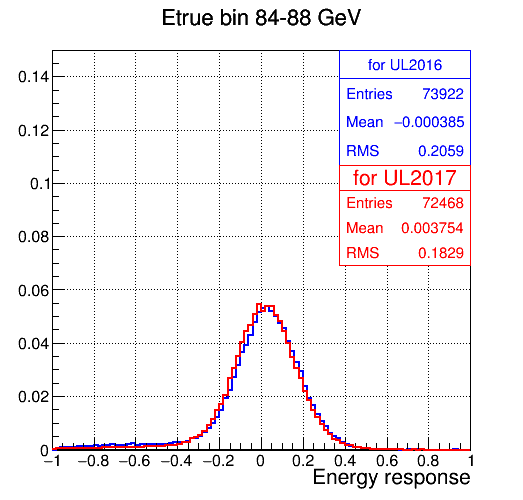 Etrue bin 84-88 GeV
for UL2016
Entries 73922
Mean −0.000385
RMS 0.2059
for UL2017
Entries 72468
Mean 0.003754
RMS 0.1829
0.14
0.12
0.1
0.08
0.06
0.04
0.02
0
−1 −0.8 −0.6 −0.4 −0.2 0 0.2 0.4 0.6 0.8 1
Energy response